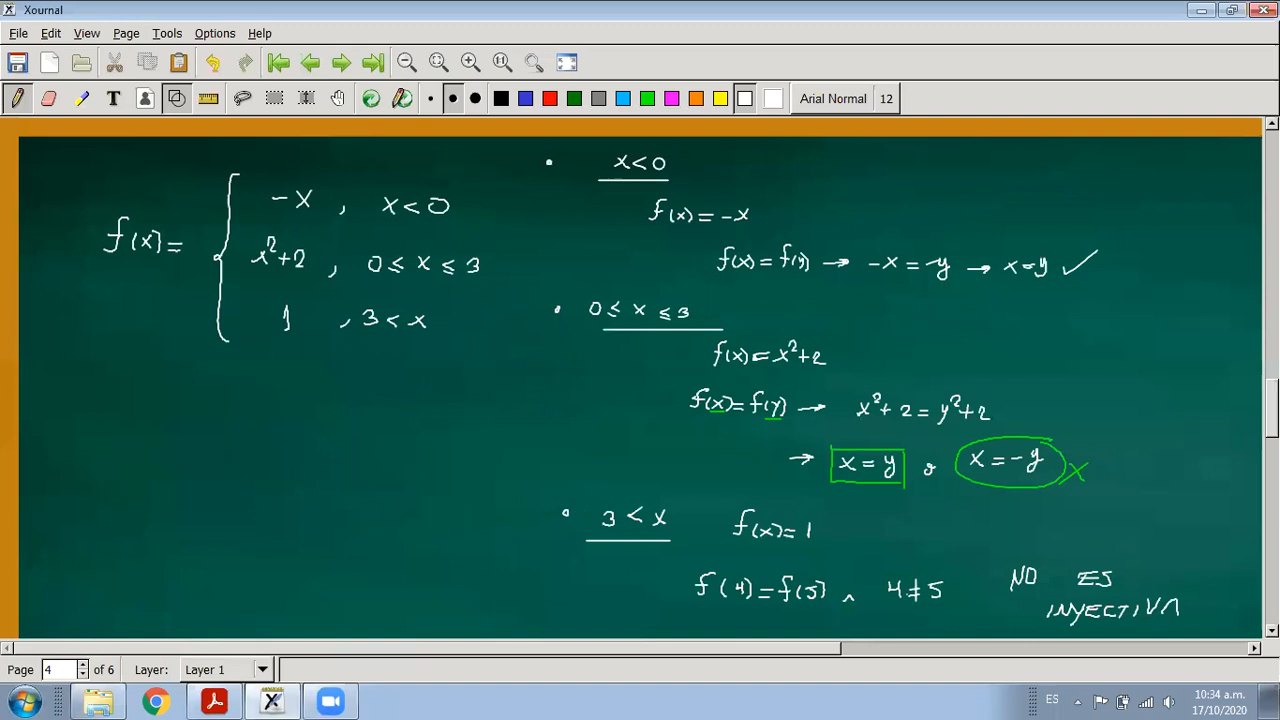 Xournal
File Edit View Page Tools Options Help
Arial Normal 12
f(x)= { -x , x<0
x²+2 , 0≤x≤3
1 , 3<x
• x<0
f(x)=-x
f(x)=f(y) → -x=-y → x=y ✓
• 0≤x≤3
f(x)=x²+2
f(x)=f(y) → x²+2=y²+2
→ x=y o x=-y X
• 3<x f(x)=1
f(4)=f(5) ∧ 4≠5 NO ES
INYECTIVA
Page 4 of 6 Layer: Layer 1
ES 10:34 a.m.
17/10/2020